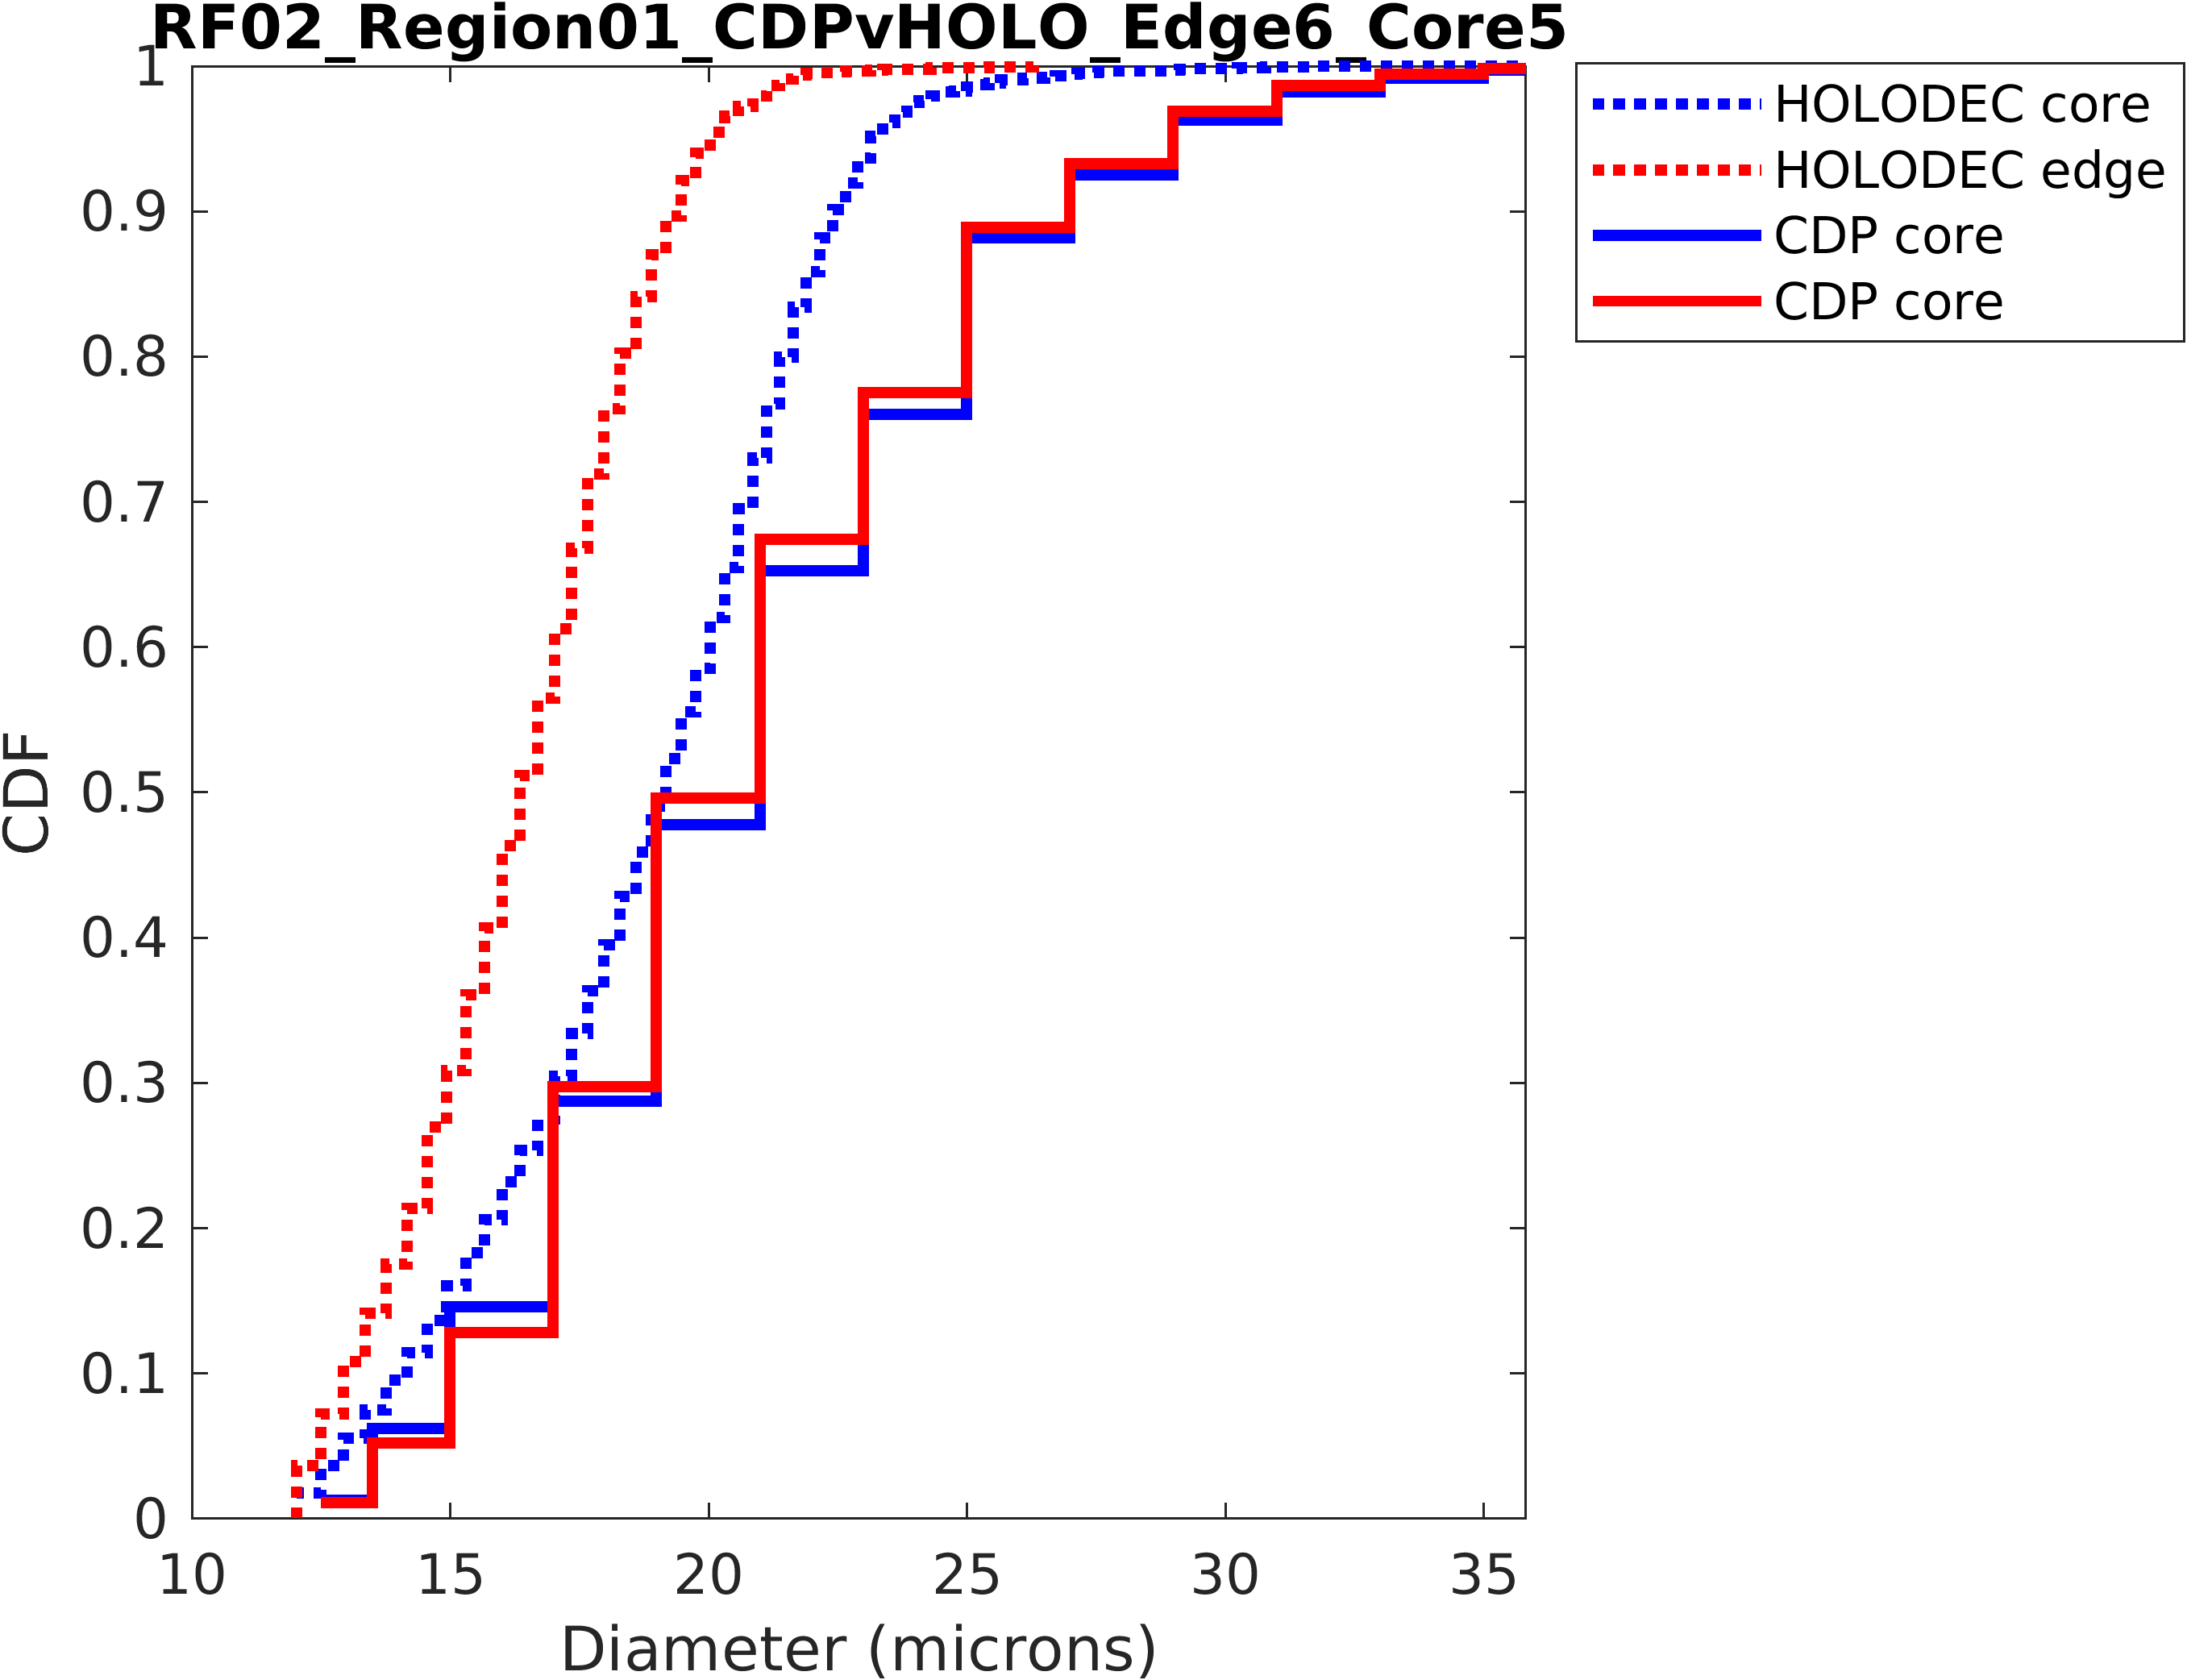 RF02_Region01_CDPvHOLO_Edge6_Core5
1
0.9
0.8
0.7
0.6
0.5
0.4
0.3
0.2
0.1
0
CDF
10 15 20 25 30 35
Diameter (microns)
HOLODEC core
HOLODEC edge
CDP core
CDP core